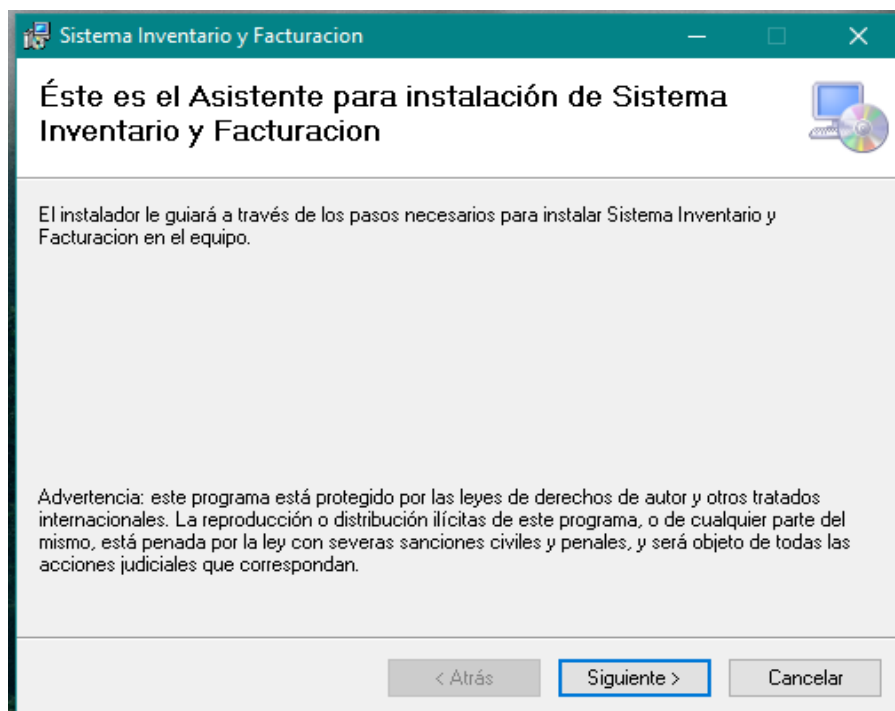 Sistema Inventario y Facturacion
Éste es el Asistente para instalación de Sistema
Inventario y Facturacion
El instalador le guiará a través de los pasos necesarios para instalar Sistema Inventario y
Facturacion en el equipo.
Advertencia: este programa está protegido por las leyes de derechos de autor y otros tratados
internacionales. La reproducción o distribución ilícitas de este programa, o de cualquier parte del
mismo, está penada por la ley con severas sanciones civiles y penales, y será objeto de todas las
acciones judiciales que correspondan.
< Atrás
Siguiente >
Cancelar